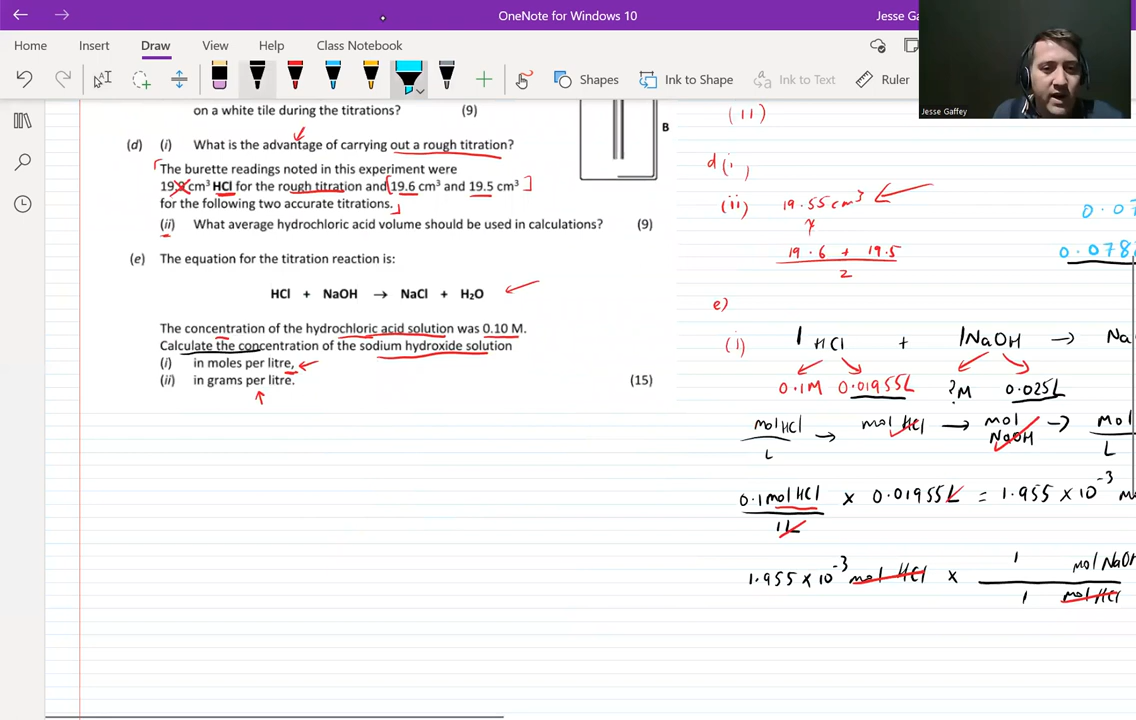 OneNote for Windows 10
Jesse Ga
Home Insert Draw View Help Class Notebook
Shapes Ink to Shape Ink to Text Ruler
Jesse Gaffey
on a white tile during the titrations? (9)
B
(d) (i) What is the advantage of carrying out a rough titration?
The burette readings noted in this experiment were
HCl for the rough titration and 19.6 cm³ and 19.5 cm³
for the following two accurate titrations.
(ii) What average hydrochloric acid volume should be used in calculations? (9)
(e) The equation for the titration reaction is:
HCl + NaOH → NaCl + H₂O
The concentration of the hydrochloric acid solution was 0.10 M.
Calculate the concentration of the sodium hydroxide solution
(i) in moles per litre,
(ii) in grams per litre. (15)
(ii)
d(i)
(ii) 19.55cm³
19.6 + 19.5
2
0.07
0.078
e)
(i) 1 HCl + 1NaOH → Na
0.1M 0.01955L ?M 0.025L
mol HCl → mol HCl → mol NaOH → mol
L L
0.1 mol HCl × 0.01955L = 1.955 × 10⁻³ m
1L
1.955 × 10⁻³ mol HCl × 1 mol NaOH
1 mol HCl